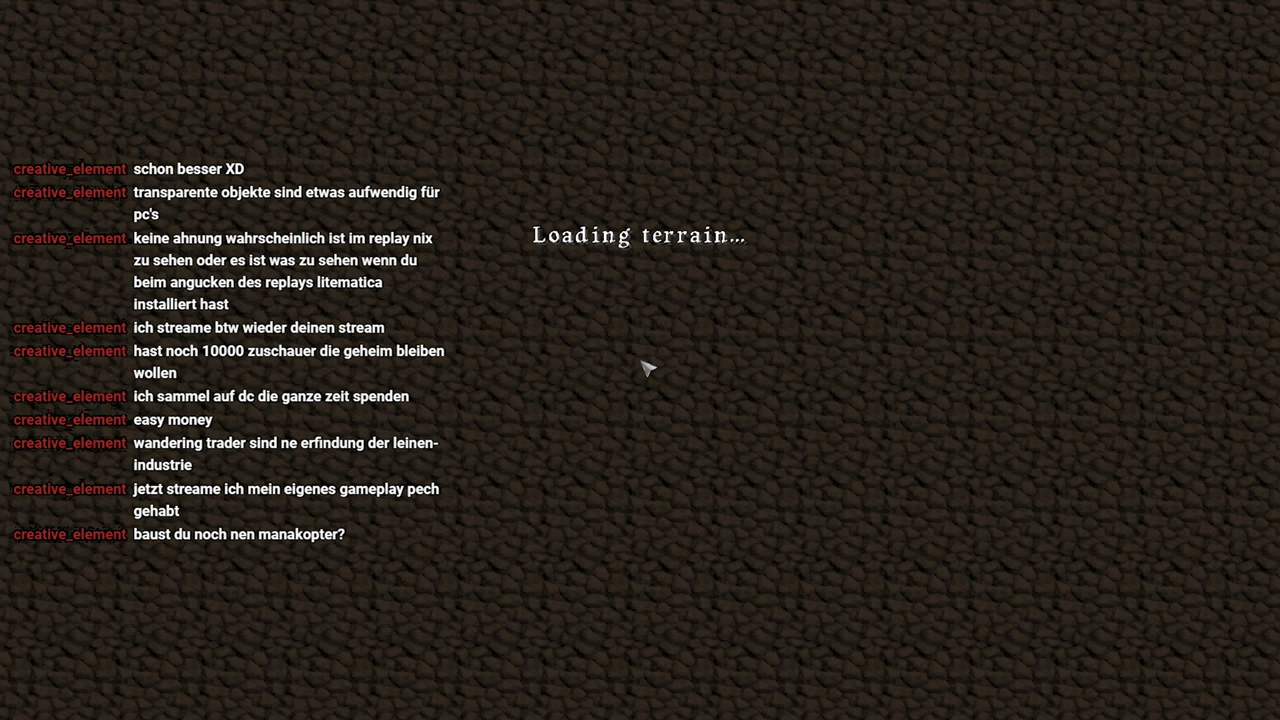 creative_element schon besser XD
creative_element transparente objekte sind etwas aufwendig für
pc's
creative_element keine ahnung wahrscheinlich ist im replay nix
zu sehen oder es ist was zu sehen wenn du
beim angucken des replays litematica
installiert hast
creative_element ich streame btw wieder deinen stream
creative_element hast noch 10000 zuschauer die geheim bleiben
wollen
creative_element ich sammel auf dc die ganze zeit spenden
creative_element easy money
creative_element wandering trader sind ne erfindung der leinen-
industrie
creative_element jetzt streame ich mein eigenes gameplay pech
gehabt
creative_element baust du noch nen manakopter?
Loading terrain...